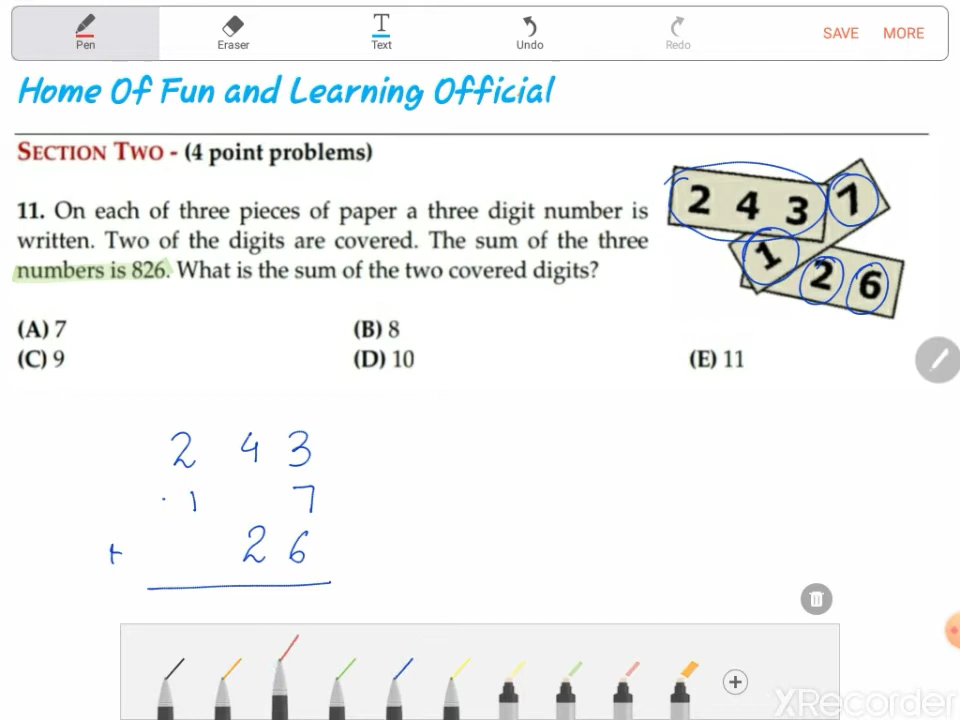 Pen Eraser Text Undo Redo SAVE MORE
Home Of Fun and Learning Official
SECTION TWO - (4 point problems)
11. On each of three pieces of paper a three digit number is
written. Two of the digits are covered. The sum of the three
numbers is 826. What is the sum of the two covered digits?
2 4 3 7
1 2 6
(A) 7 (B) 8
(C) 9 (D) 10 (E) 11
2 4 3
1 7
+ 2 6
XRecorder